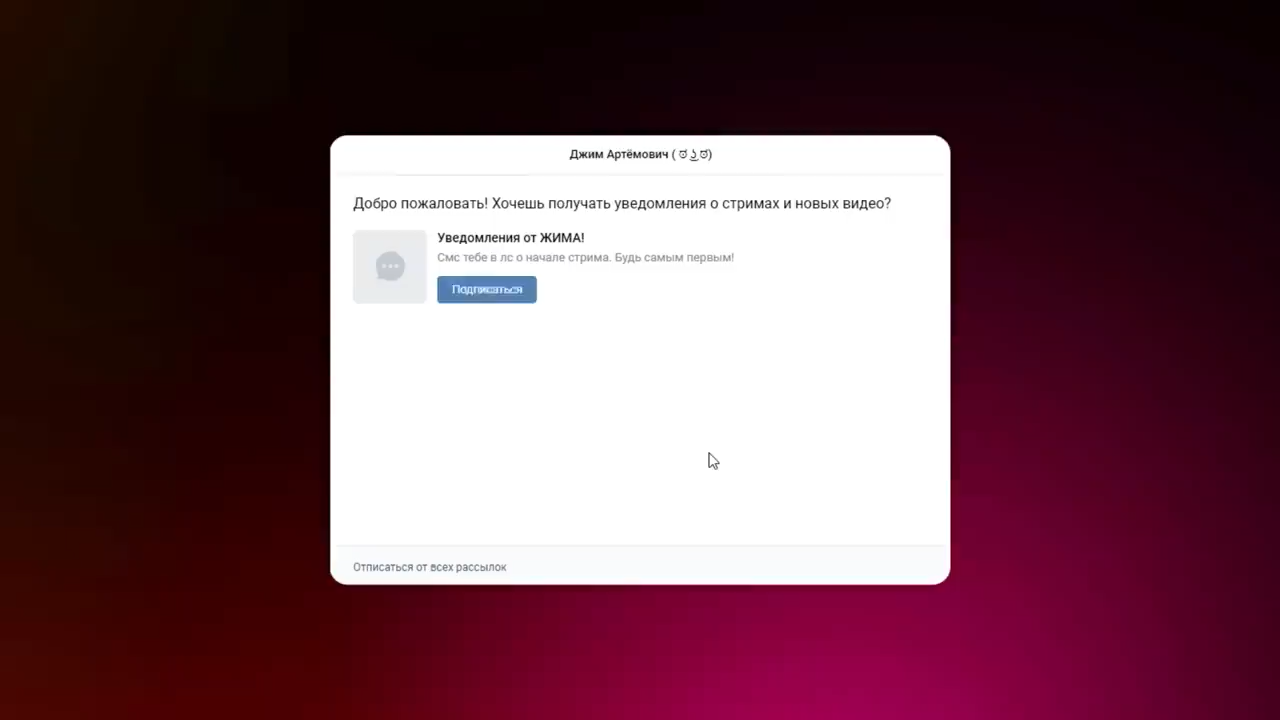 Джим Артёмович ( ಠ ʖ̯ ಠ)
Добро пожаловать! Хочешь получать уведомления о стримах и новых видео?
Уведомления от ЖИМА!
Смс тебе в лс о начале стрима. Будь самым первым!
Подписаться
Отписаться от всех рассылок